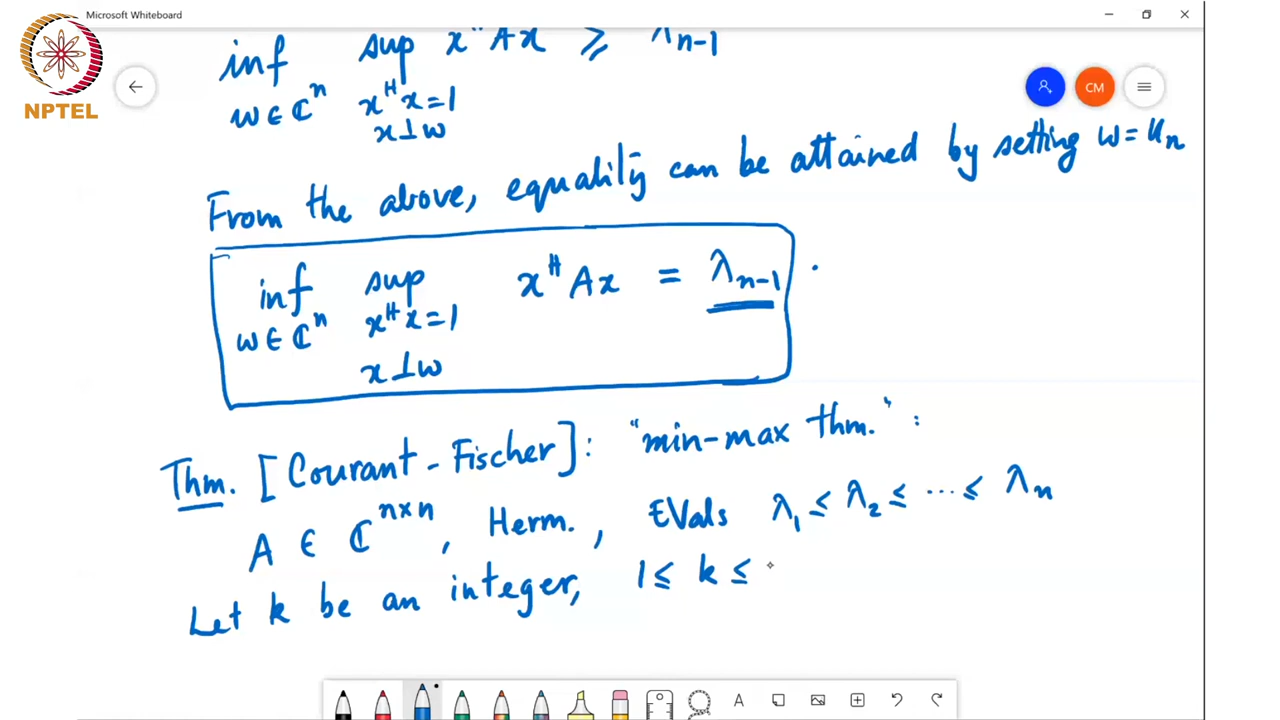 Microsoft Whiteboard
NPTEL
CM
inf sup x^H A x ≥ λ_{n-1}
w ∈ ℂ^n x^H x = 1
x ⊥ w
From the above, equality can be attained by setting w = u_n
inf sup x^H A x = λ_{n-1} .
w ∈ ℂ^n x^H x = 1
x ⊥ w
Thm. [Courant - Fischer]: "min-max thm." :
A ∈ ℂ^{n×n}, Herm., EVals λ_1 ≤ λ_2 ≤ ... ≤ λ_n
Let k be an integer, 1 ≤ k ≤
A